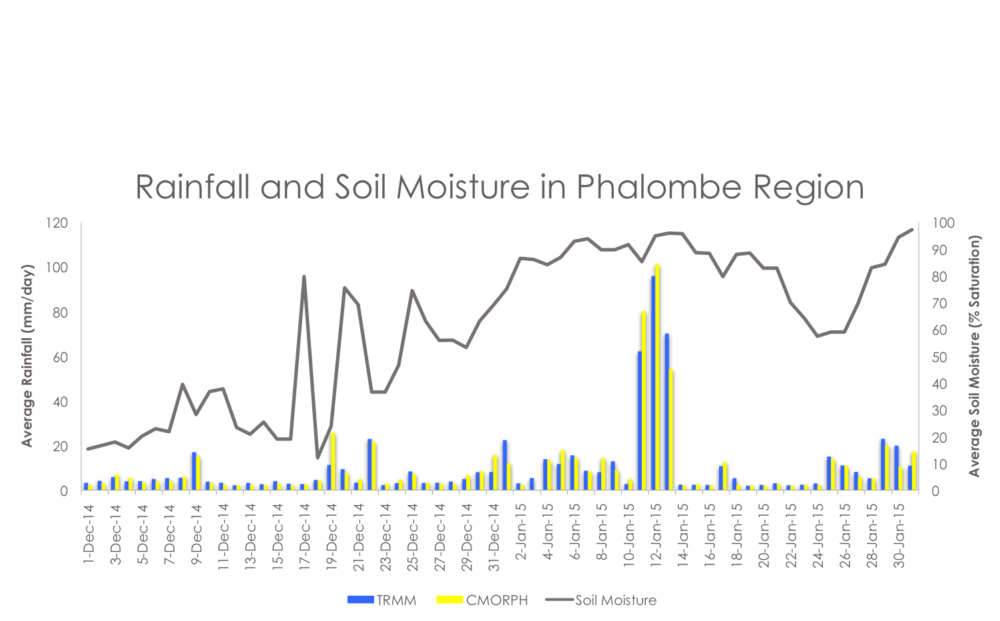 Rainfall and Soil Moisture in Phalombe Region
Average Rainfall (mm/day)
120
100
80
60
40
20
0
100
90
80
70
60
50
40
30
20
10
0
Average Soil Moisture (% Saturation)
1-Dec-14
3-Dec-14
5-Dec-14
7-Dec-14
9-Dec-14
11-Dec-14
13-Dec-14
15-Dec-14
17-Dec-14
19-Dec-14
21-Dec-14
23-Dec-14
25-Dec-14
27-Dec-14
29-Dec-14
31-Dec-14
2-Jan-15
4-Jan-15
6-Jan-15
8-Jan-15
10-Jan-15
12-Jan-15
14-Jan-15
16-Jan-15
18-Jan-15
20-Jan-15
22-Jan-15
24-Jan-15
26-Jan-15
28-Jan-15
30-Jan-15
TRMM
CMORPH
Soil Moisture